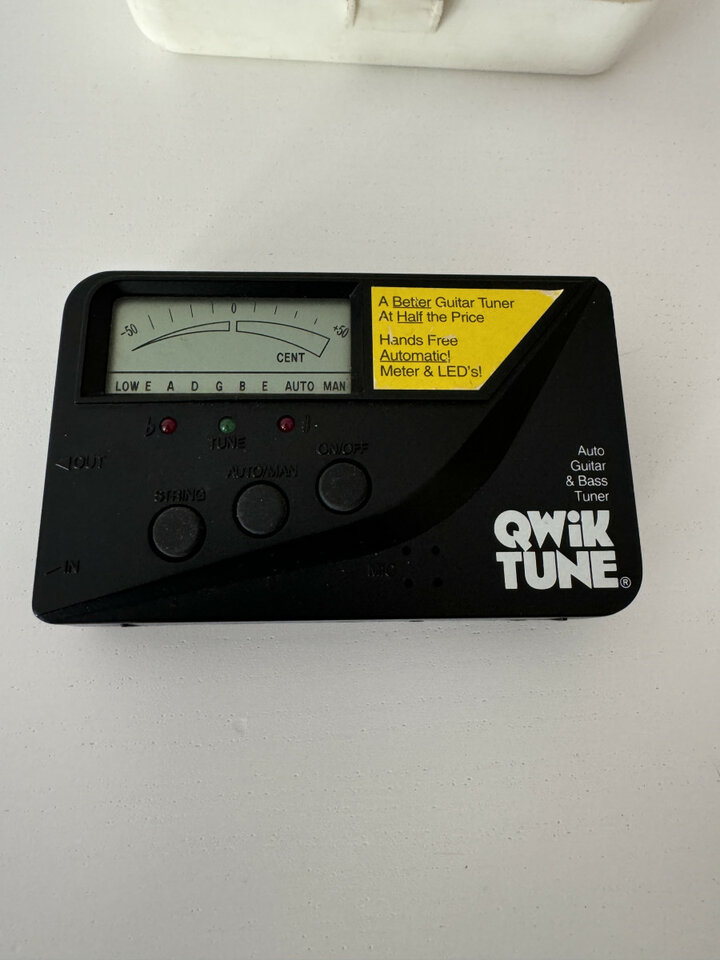 -50 0 +50
CENT
LOW E A D G B E AUTO MAN
A Better Guitar Tuner
At Half the Price
Hands Free
Automatic!
Meter & LED's!
♭ ♯
TUNE
OUT
STRING AUTO/MAN ON/OFF
IN
MIC
Auto
Guitar
& Bass
Tuner
QWiK
TUNE®